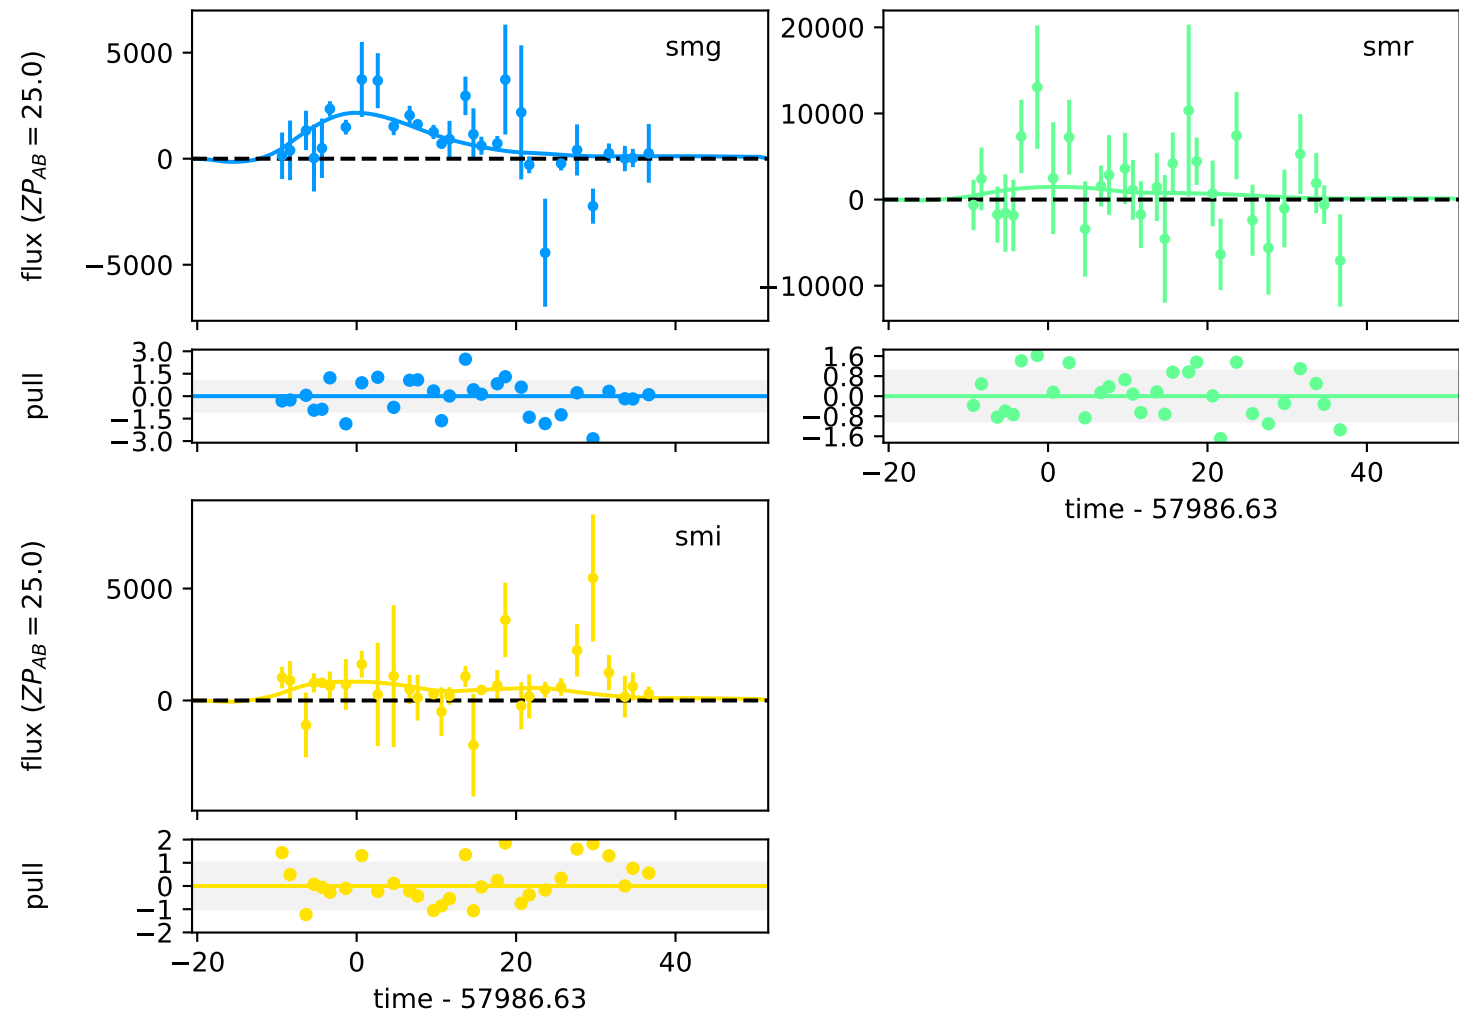 flux (ZP_AB = 25.0)
5000
0
−5000
smg
20000
10000
0
−10000
smr
pull
3.0
1.5
0.0
−1.5
−3.0
1.6
0.8
0.0
−0.8
−1.6
−20 0 20 40
time - 57986.63
flux (ZP_AB = 25.0)
5000
0
smi
pull
2
1
0
−1
−2
−20 0 20 40
time - 57986.63